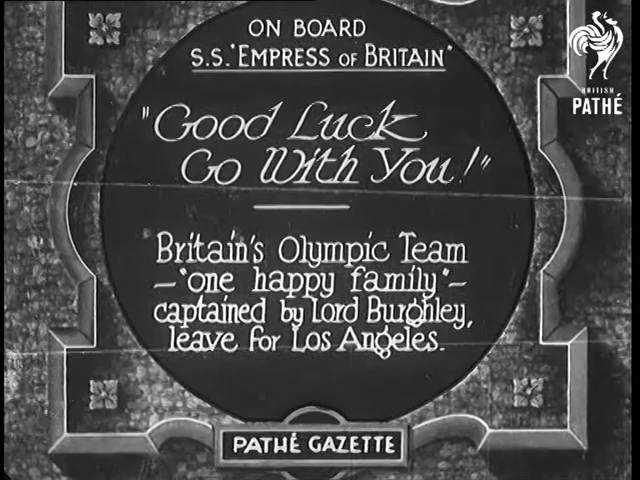 ON BOARD
S.S. "EMPRESS OF BRITAIN"
"Good Luck
Go With You!"
Britain's Olympic Team
—"one happy family"—
captained by Lord Burghley,
leave for Los Angeles.
PATHÉ GAZETTE
BRITISH
PATHÉ